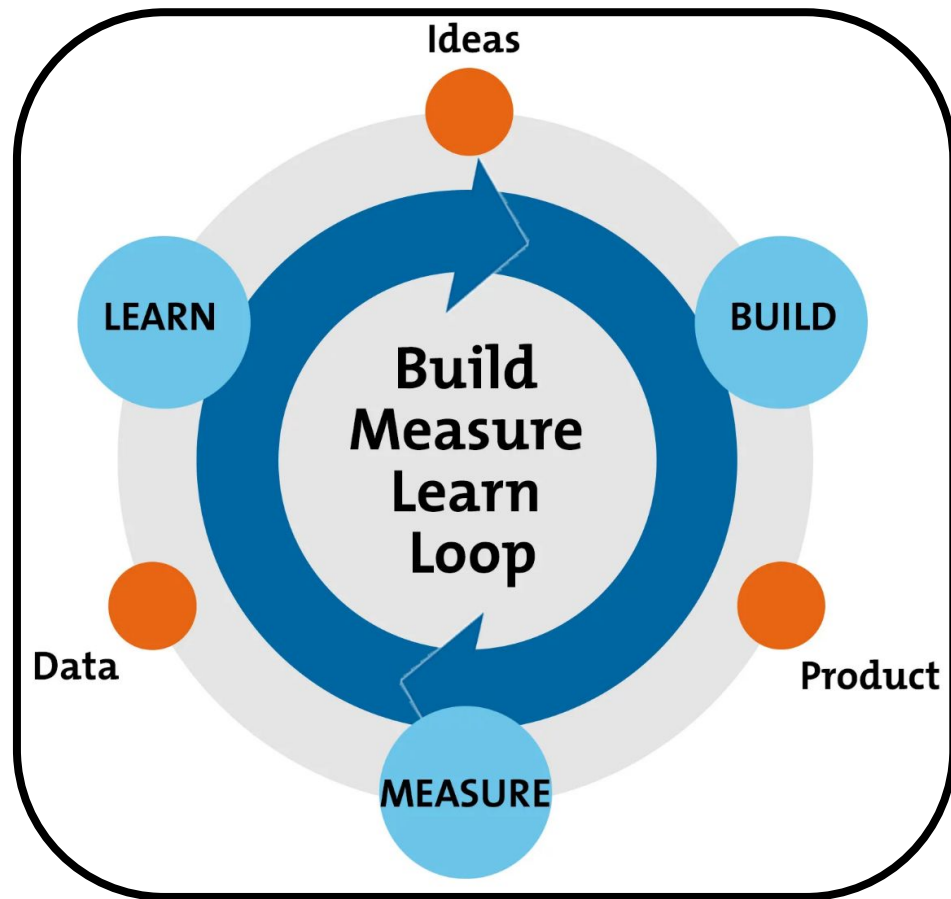 Ideas
LEARN
BUILD
Build
Measure
Learn
Loop
Data
Product
MEASURE